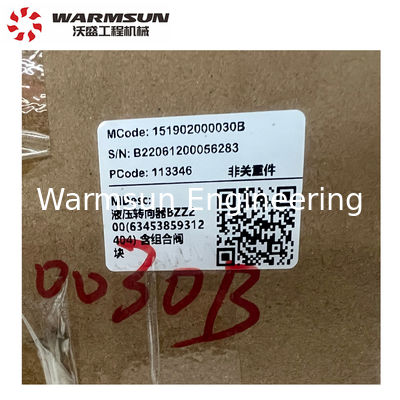 WARMSUN
沃盛工程机械
MCode: 151902000030B
S/N: B22061200056283
PCode: 113346 非关重件
Warmsun Engineering
MDesc:
液压转向器BZZ2
00(63453859312
404) 含组合阀
块
0030B